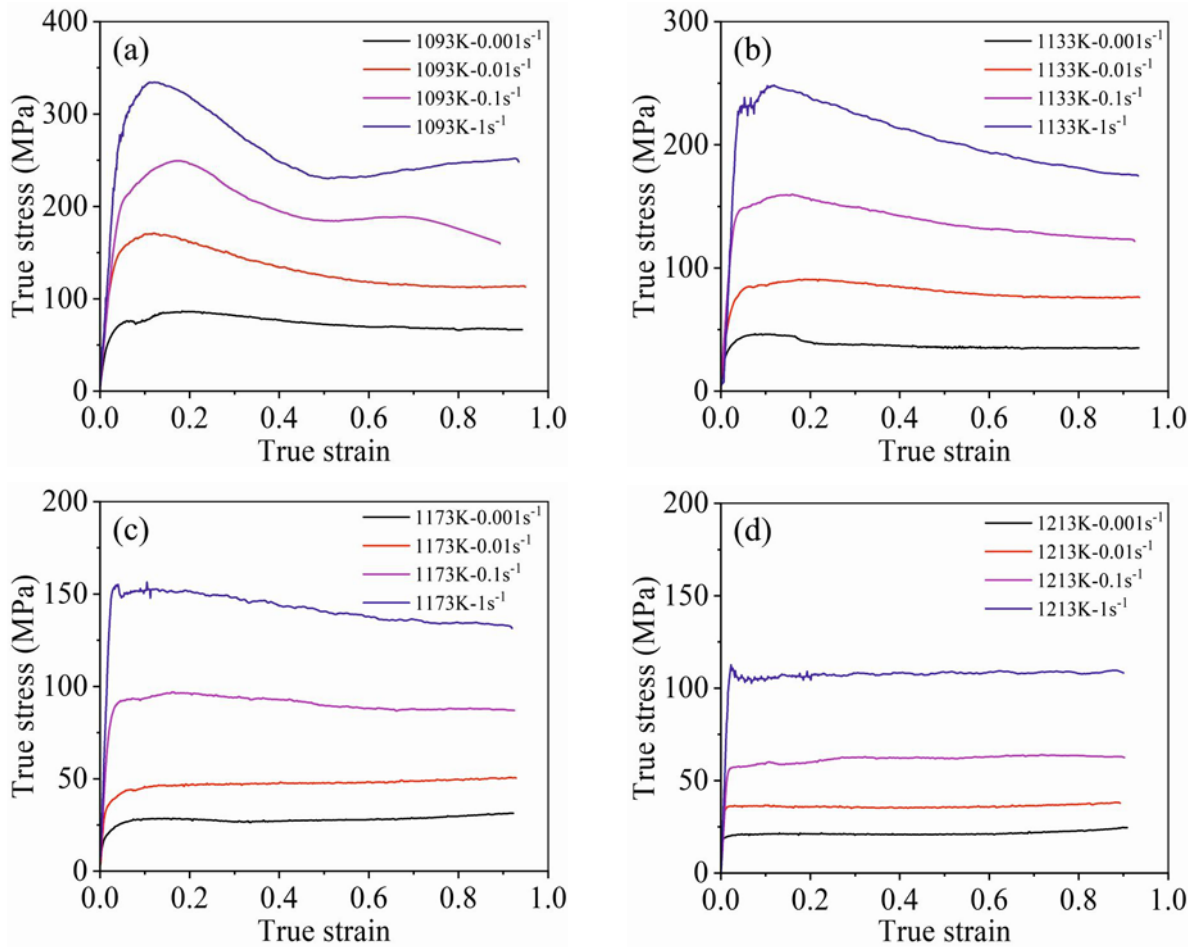 (a)
1093K-0.001s⁻¹
1093K-0.01s⁻¹
1093K-0.1s⁻¹
1093K-1s⁻¹
True stress (MPa)
400
300
200
100
0
0.0 0.2 0.4 0.6 0.8 1.0
True strain
(b)
1133K-0.001s⁻¹
1133K-0.01s⁻¹
1133K-0.1s⁻¹
1133K-1s⁻¹
True stress (MPa)
300
200
100
0
0.0 0.2 0.4 0.6 0.8 1.0
True strain
(c)
1173K-0.001s⁻¹
1173K-0.01s⁻¹
1173K-0.1s⁻¹
1173K-1s⁻¹
True stress (MPa)
200
150
100
50
0
0.0 0.2 0.4 0.6 0.8 1.0
True strain
(d)
1213K-0.001s⁻¹
1213K-0.01s⁻¹
1213K-0.1s⁻¹
1213K-1s⁻¹
True stress (MPa)
200
150
100
50
0
0.0 0.2 0.4 0.6 0.8 1.0
True strain